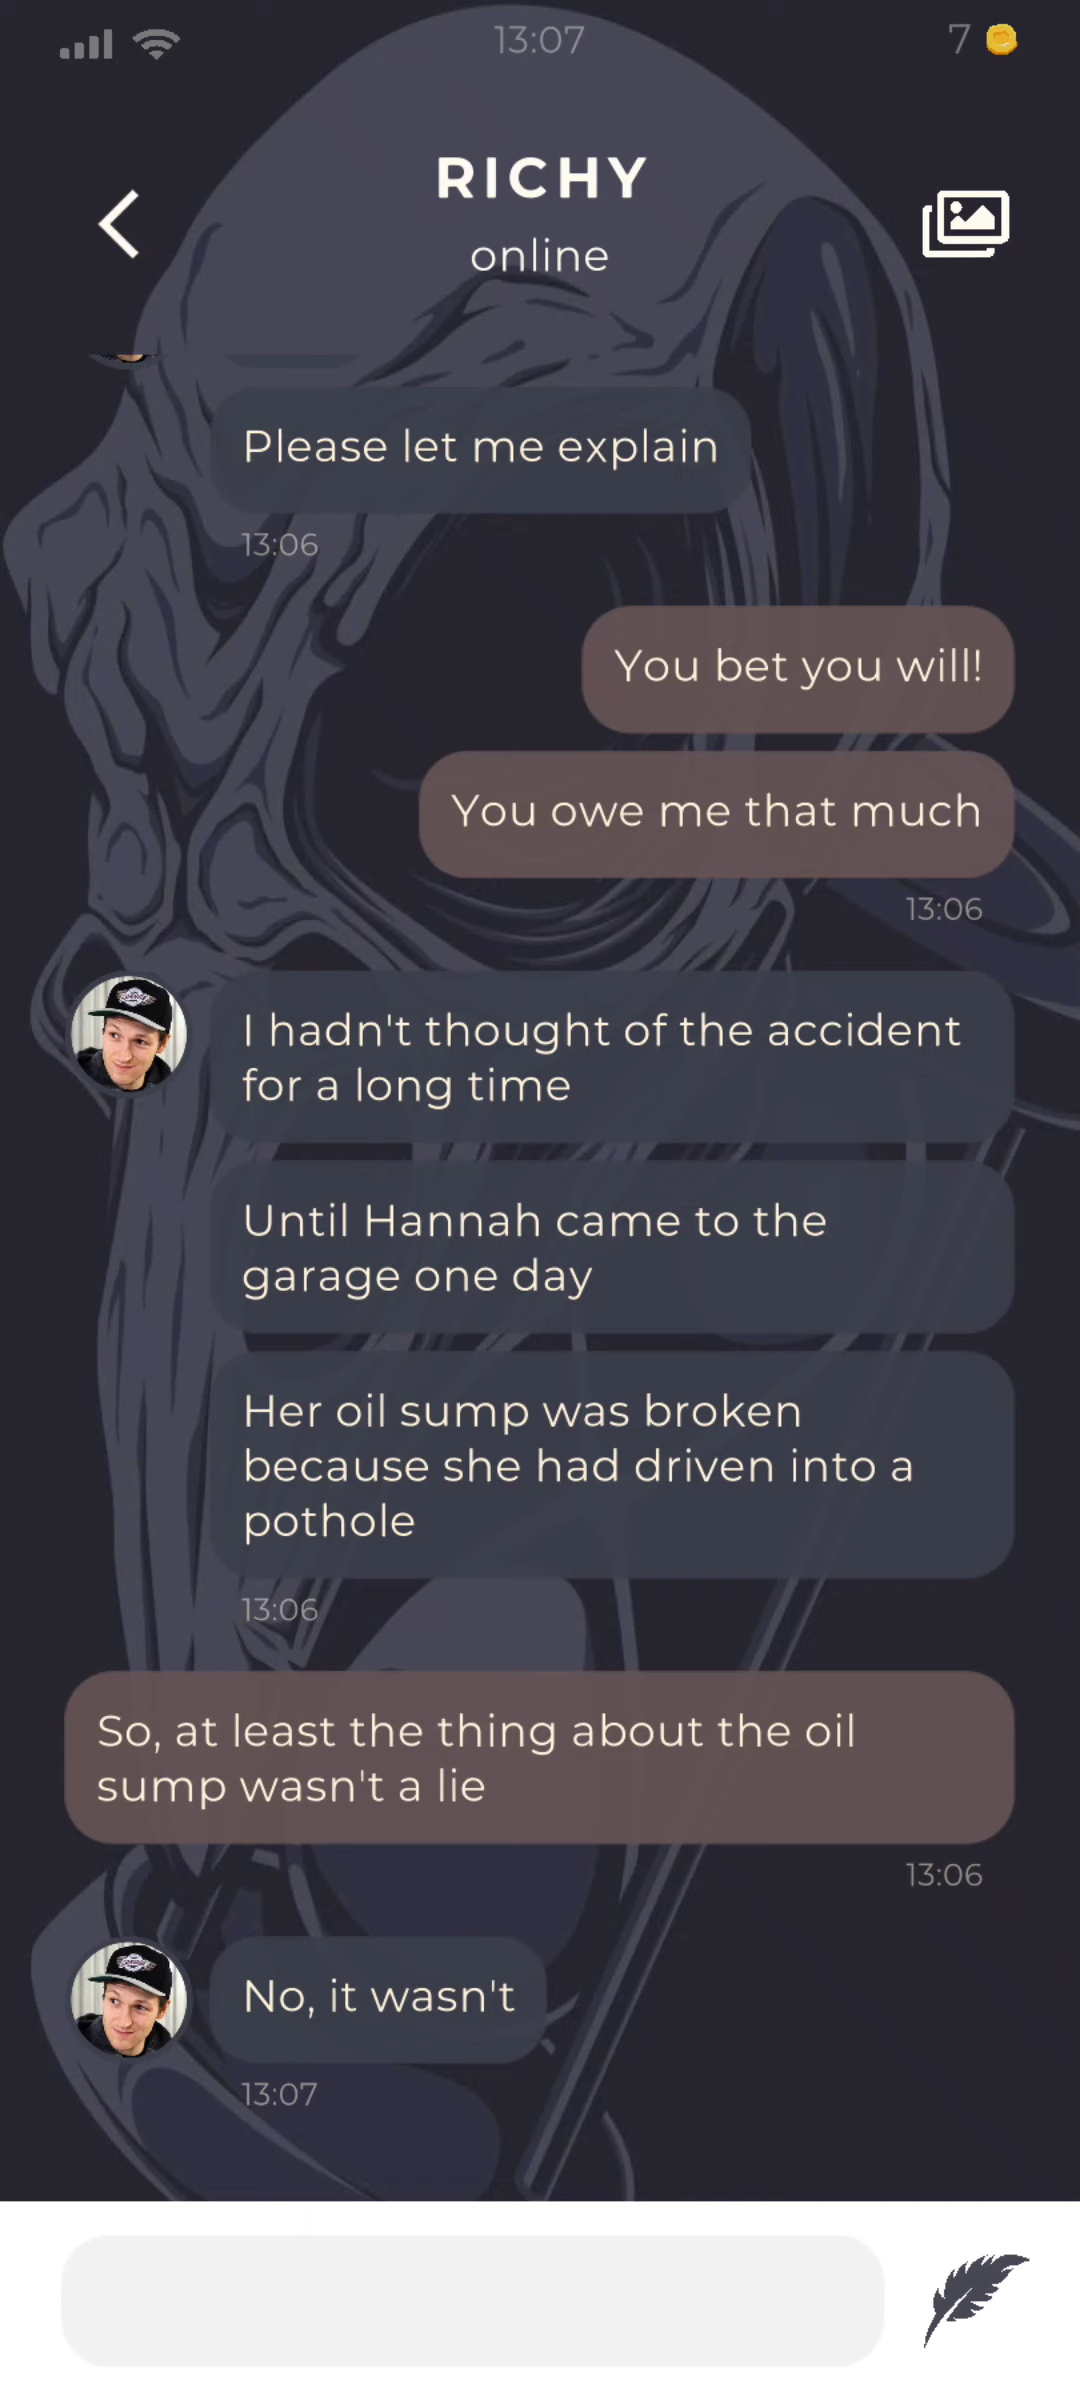 13:07
7
RICHY
online
Please let me explain
13:06
You bet you will!
You owe me that much
13:06
I hadn't thought of the accident
for a long time
Until Hannah came to the
garage one day
Her oil sump was broken
because she had driven into a
pothole
13:06
So, at least the thing about the oil
sump wasn't a lie
13:06
No, it wasn't
13:07